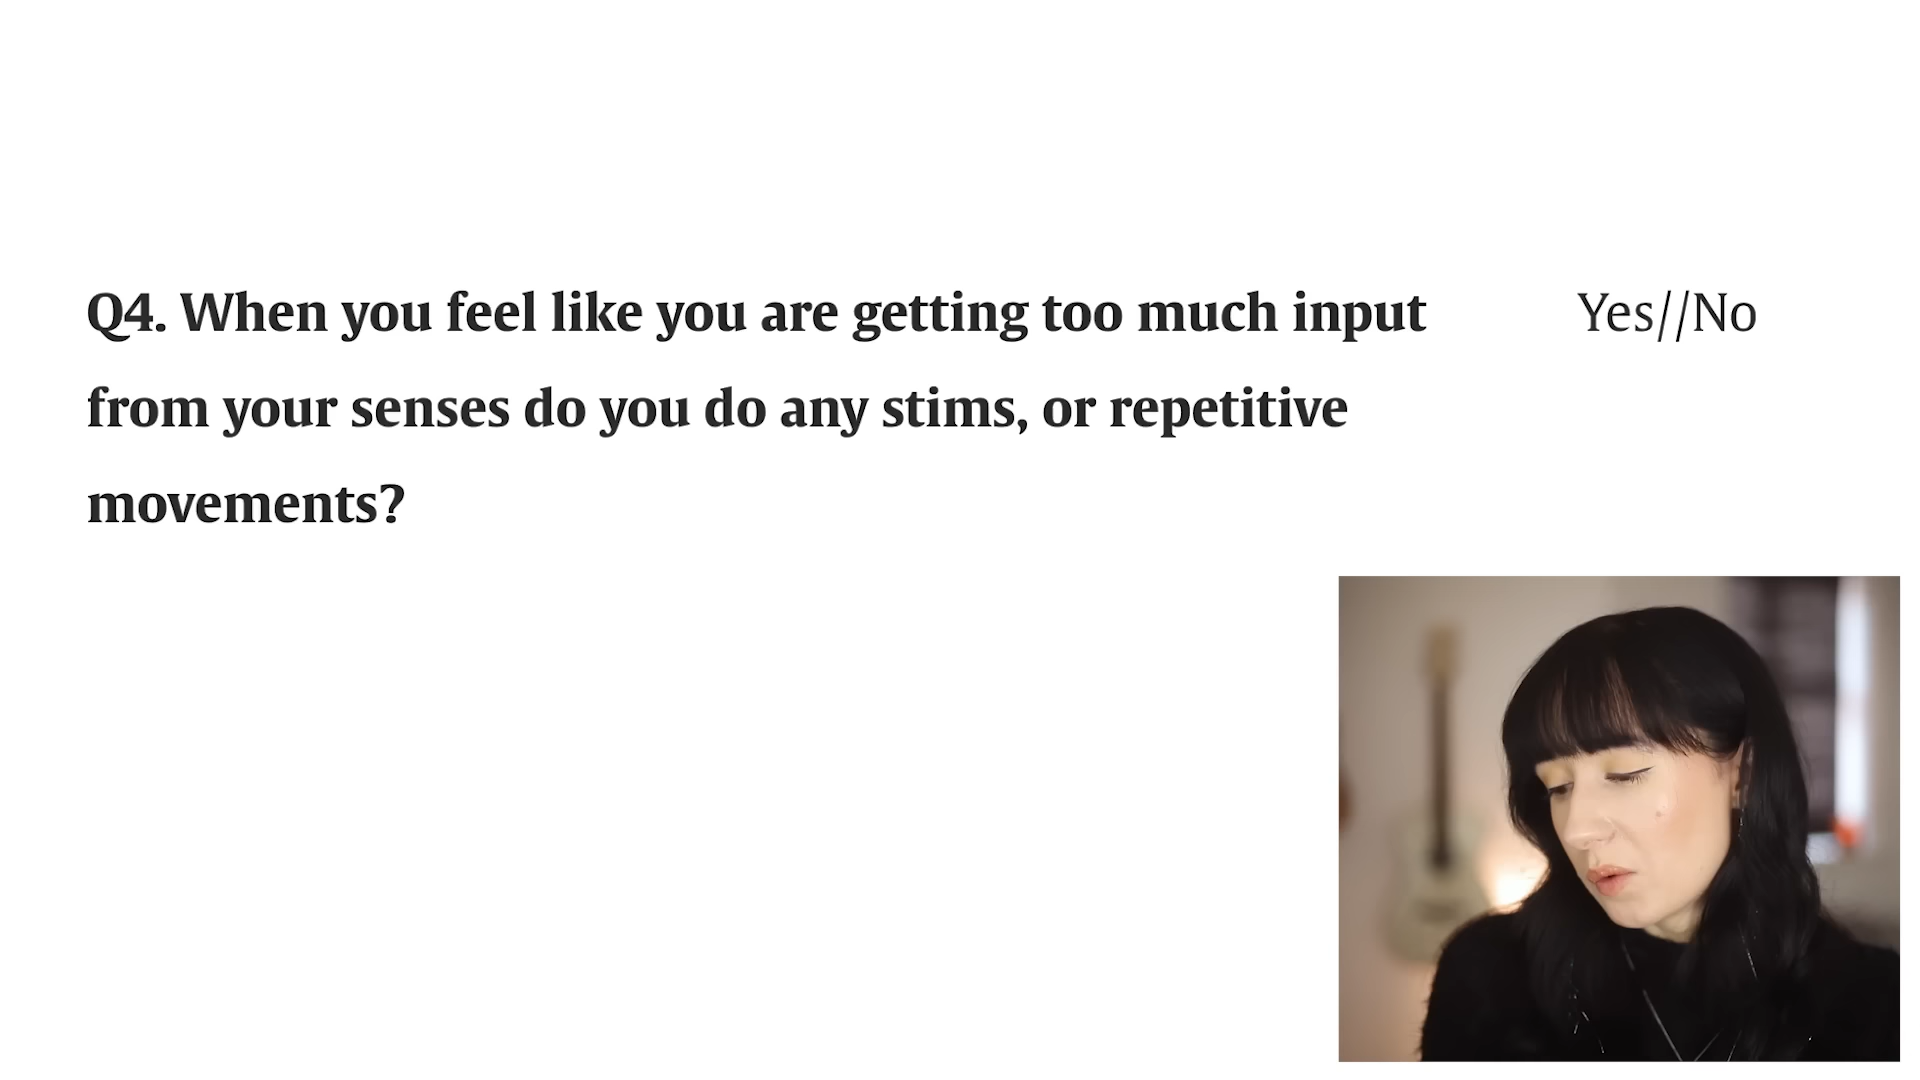 Q4. When you feel like you are getting too much input Yes//No
from your senses do you do any stims, or repetitive
movements?